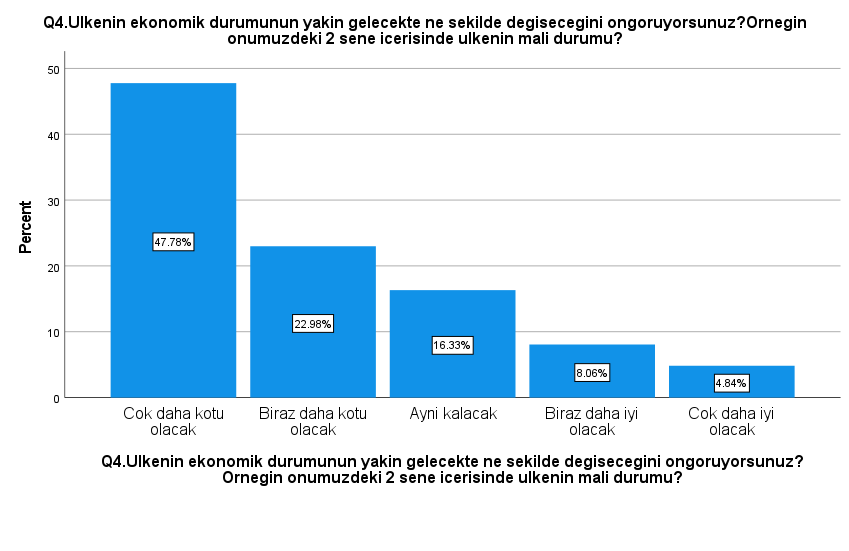 Q4.Ulkenin ekonomik durumunun yakin gelecekte ne sekilde degisecegini ongoruyorsunuz?Ornegin
onumuzdeki 2 sene icerisinde ulkenin mali durumu?
50
40
30
20
10
0
Percent
47.78%
22.98%
16.33%
8.06%
4.84%
Cok daha kotu
olacak
Biraz daha kotu
olacak
Ayni kalacak
Biraz daha iyi
olacak
Cok daha iyi
olacak
Q4.Ulkenin ekonomik durumunun yakin gelecekte ne sekilde degisecegini ongoruyorsunuz?
Ornegin onumuzdeki 2 sene icerisinde ulkenin mali durumu?